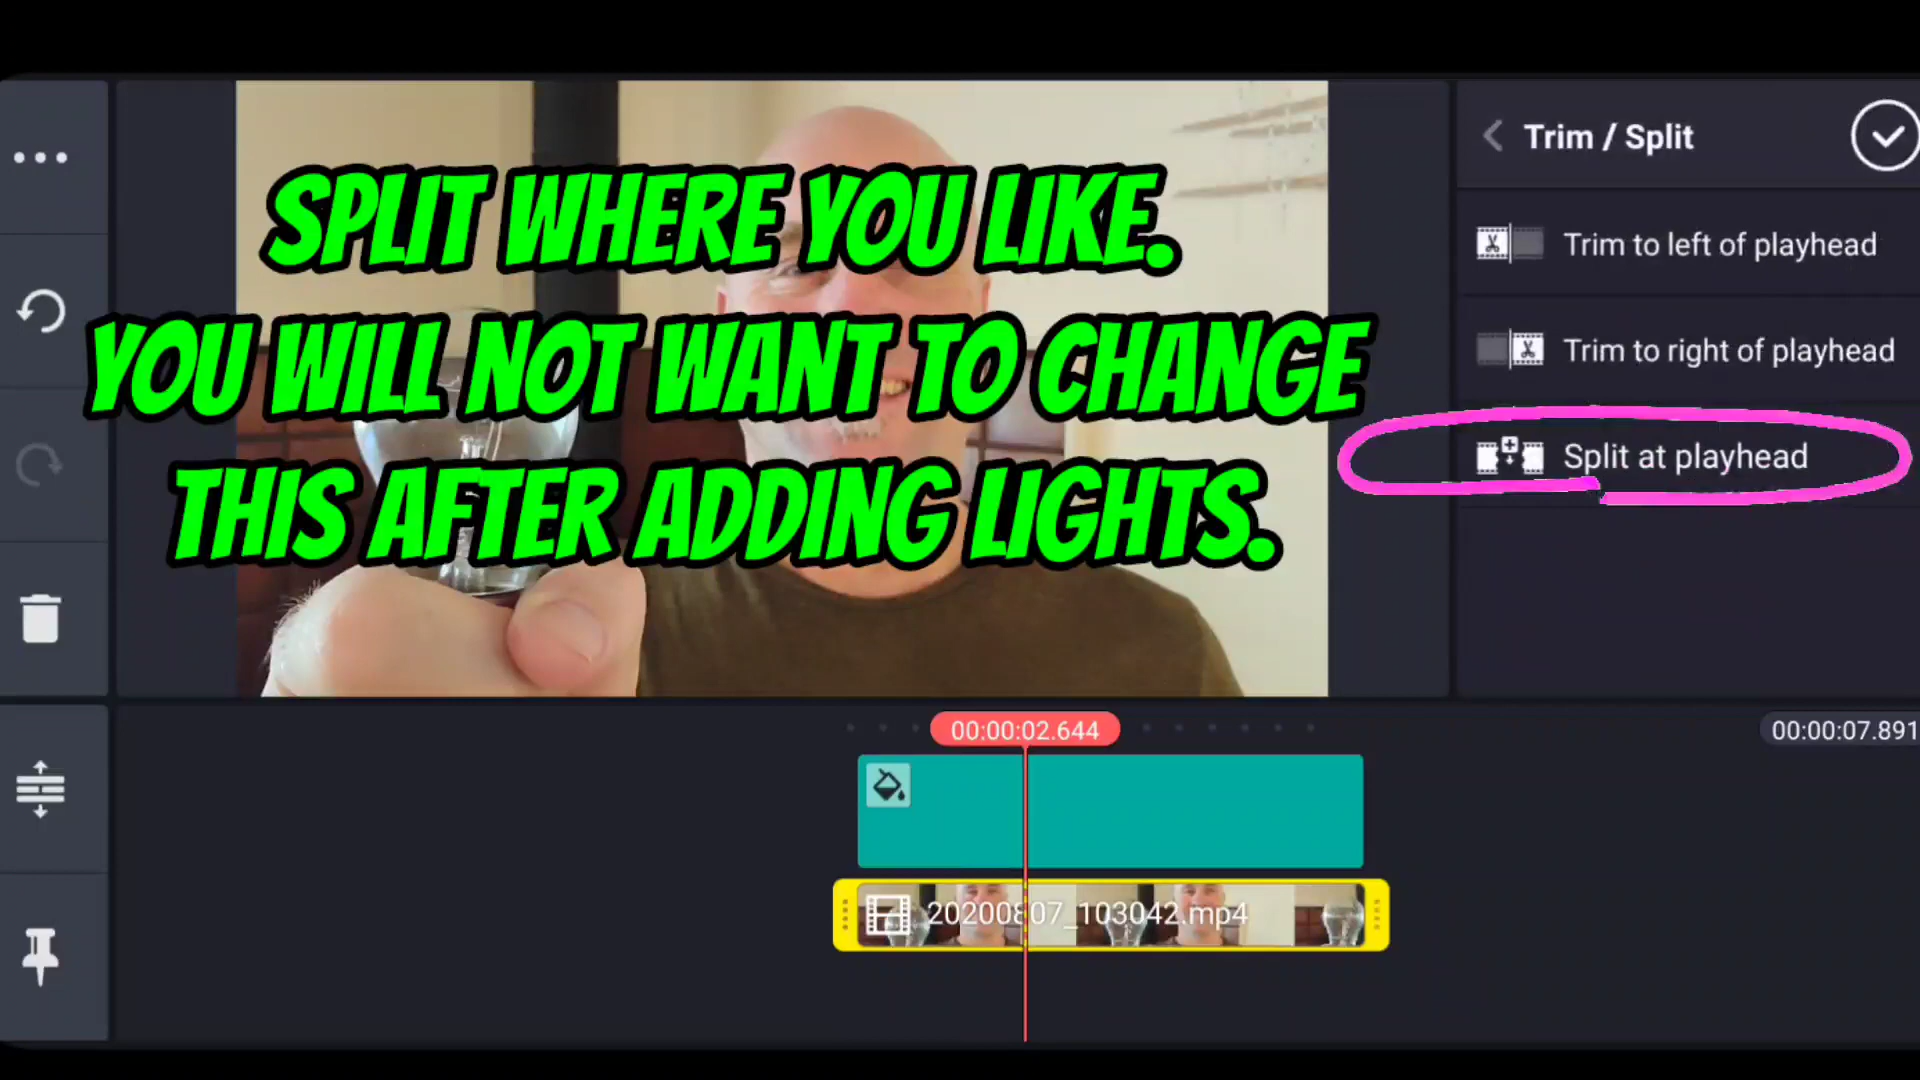 Trim / Split
SPLIT WHERE YOU LIKE.
YOU WILL NOT WANT TO CHANGE
THIS AFTER ADDING LIGHTS.
Trim to left of playhead
Trim to right of playhead
Split at playhead
00:00:02.644
00:00:07.891
20200807_103042.mp4